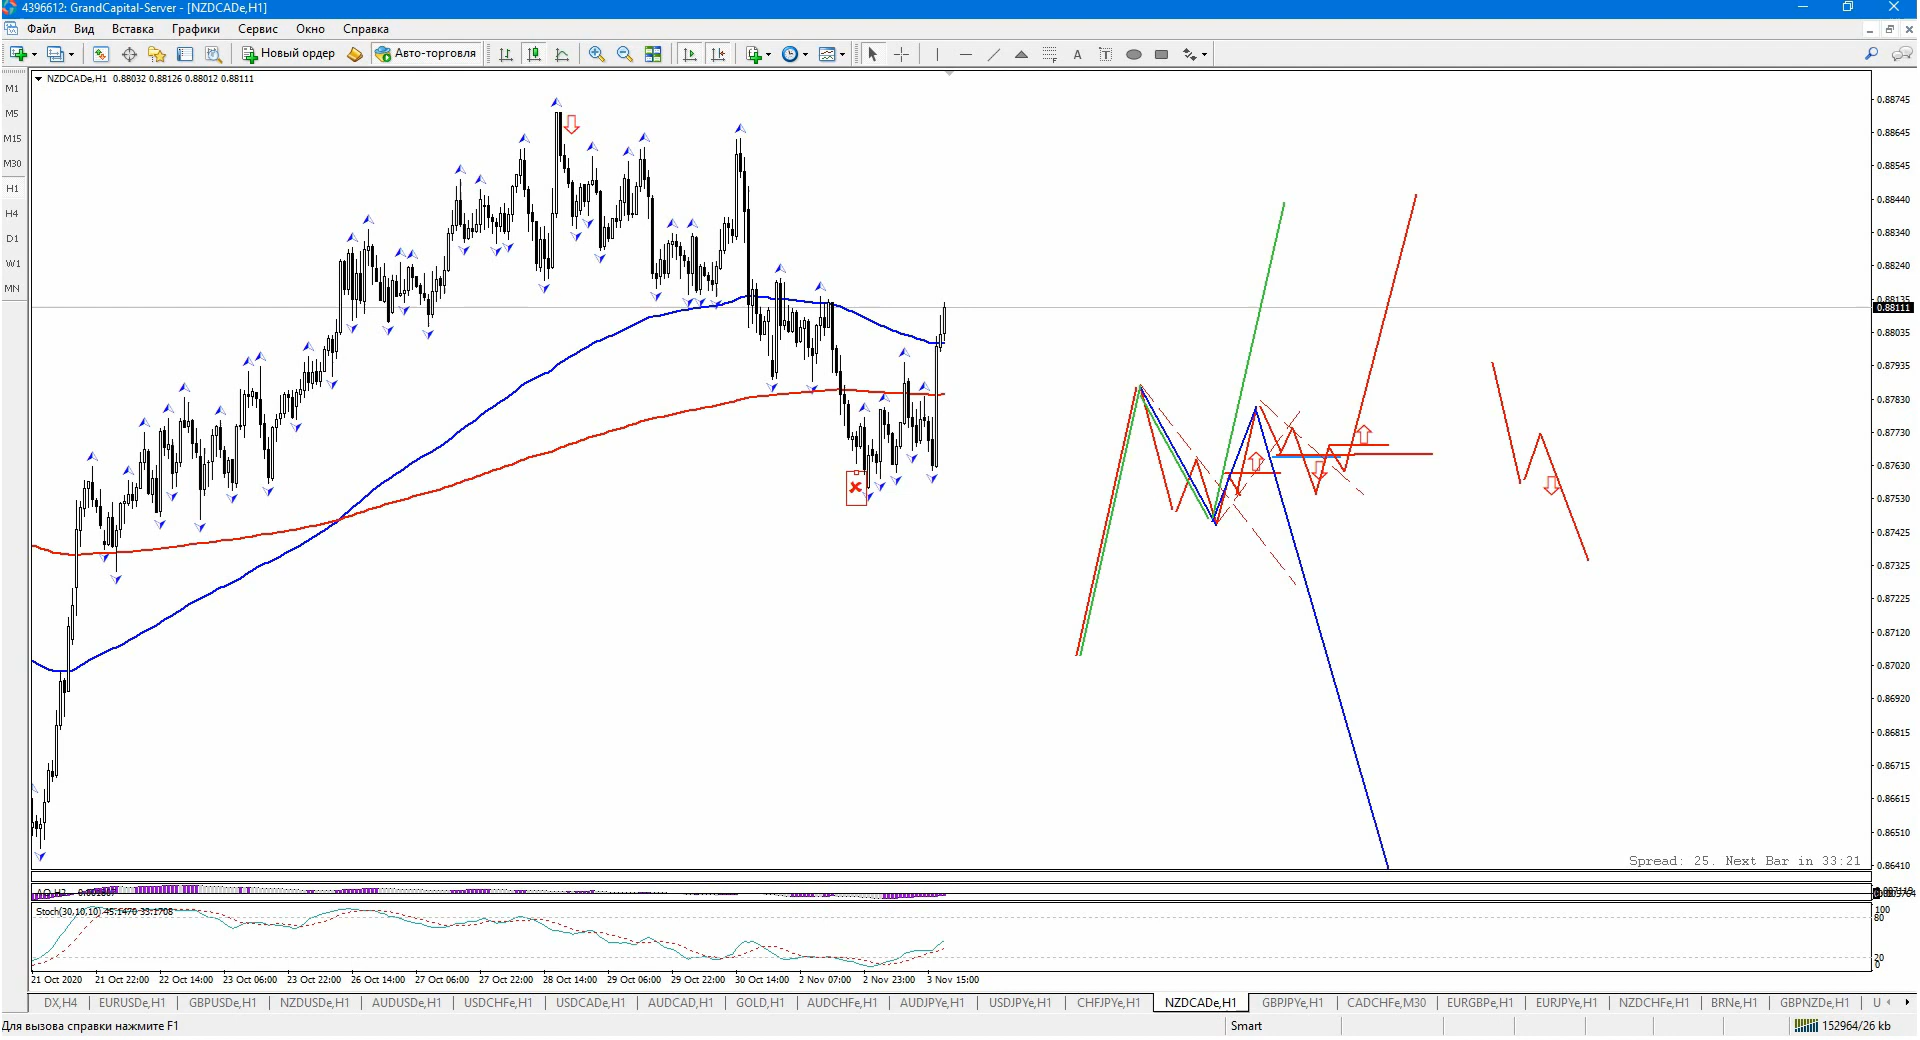 4396612: GrandCapital-Server - [NZDCADe,H1]
Файл Вид Вставка Графики Сервис Окно Справка
Новый ордер Авто-торговля
M1
M5
M15
M30
H1
H4
D1
W1
MN
NZDCADe,H1 0.88032 0.88126 0.88012 0.88111
0.88745
0.88645
0.88545
0.88440
0.88340
0.88240
0.88135
0.88111
0.88035
0.87935
0.87830
0.87730
0.87630
0.87530
0.87425
0.87325
0.87225
0.87120
0.87020
0.86920
0.86815
0.86715
0.86615
0.86510
0.86410
Spread: 25. Next Bar in 33:21
Stoch(30,10,10) 45.1470 33.1708
100
80
20
0
21 Oct 2020 21 Oct 22:00 22 Oct 14:00 23 Oct 06:00 23 Oct 22:00 26 Oct 14:00 27 Oct 06:00 27 Oct 22:00 28 Oct 14:00 29 Oct 06:00 29 Oct 22:00 30 Oct 14:00 2 Nov 07:00 2 Nov 23:00 3 Nov 15:00
DX,H4 EURUSDe,H1 GBPUSDe,H1 NZDUSDe,H1 AUDUSDe,H1 USDCHFe,H1 USDCADe,H1 AUDCAD,H1 GOLD,H1 AUDCHFe,H1 AUDJPYe,H1 USDJPYe,H1 CHFJPYe,H1 NZDCADe,H1 GBPJPYe,H1 CADCHFe,M30 EURGBPe,H1 EURJPYe,H1 NZDCHFe,H1 BRNe,H1 GBPNZDe,H1 U
Для вызова справки нажмите F1 Smart 152964/26 kb